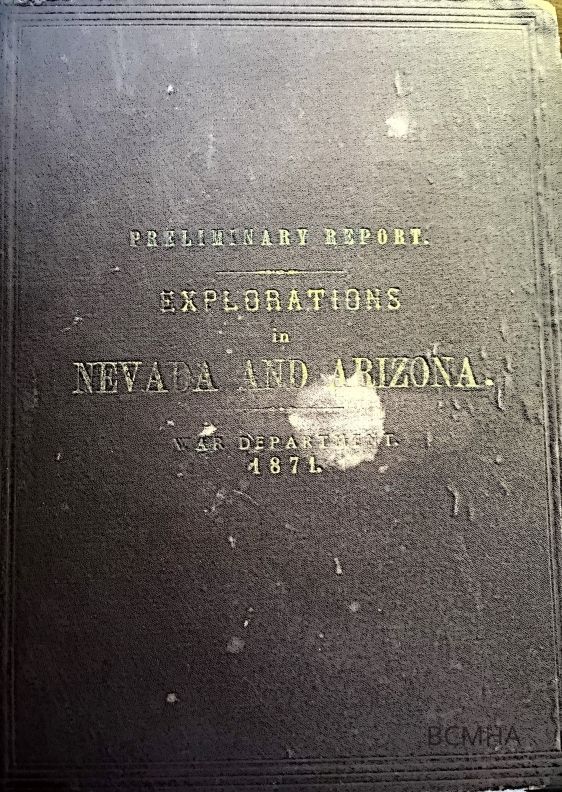 PRELIMINARY REPORT.
EXPLORATIONS
in
NEVADA AND ARIZONA.
WAR DEPARTMENT.
1871.
BCMHA